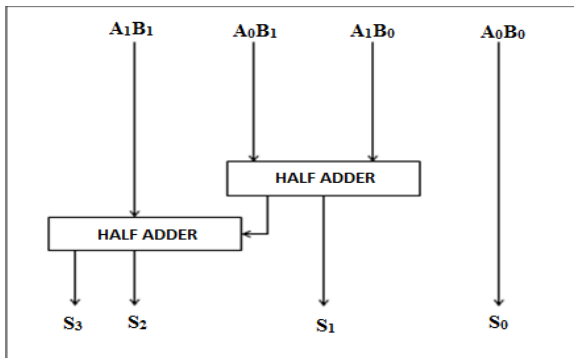 A₁B₁ A₀B₁ A₁B₀ A₀B₀
HALF ADDER
HALF ADDER
S₃ S₂ S₁ S₀